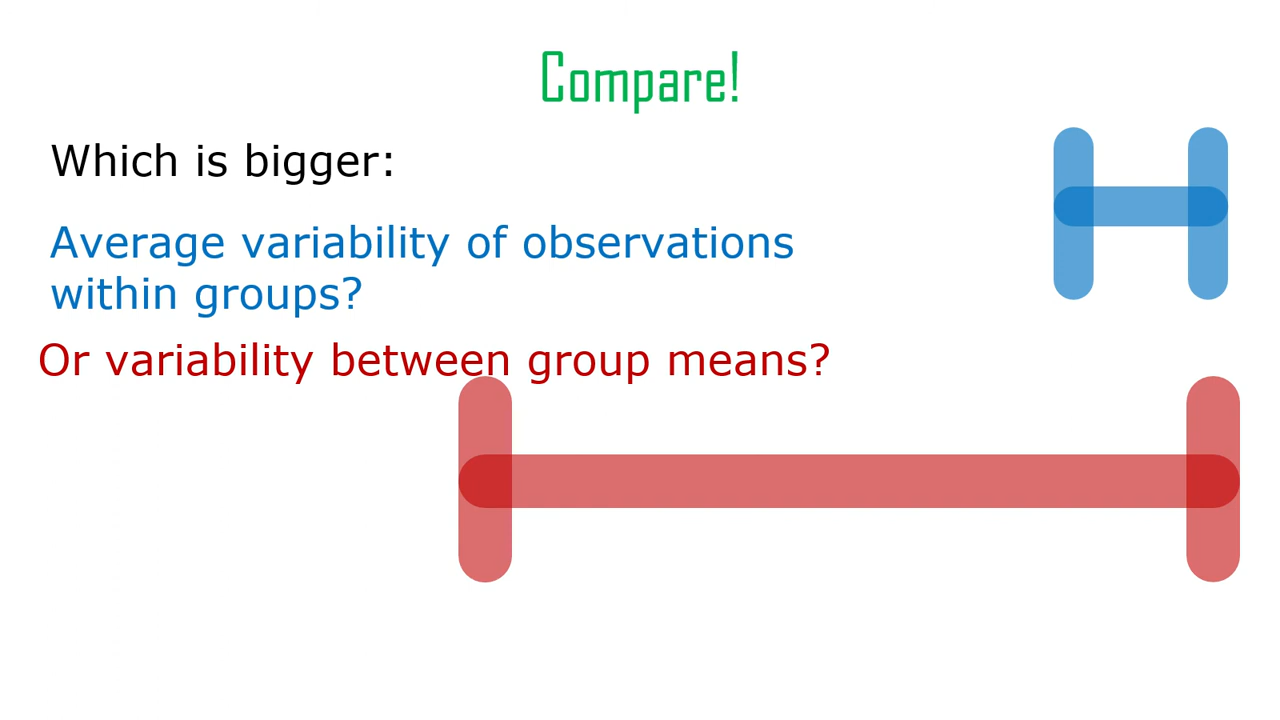 Compare!
Which is bigger:
Average variability of observations
within groups?
Or variability between group means?